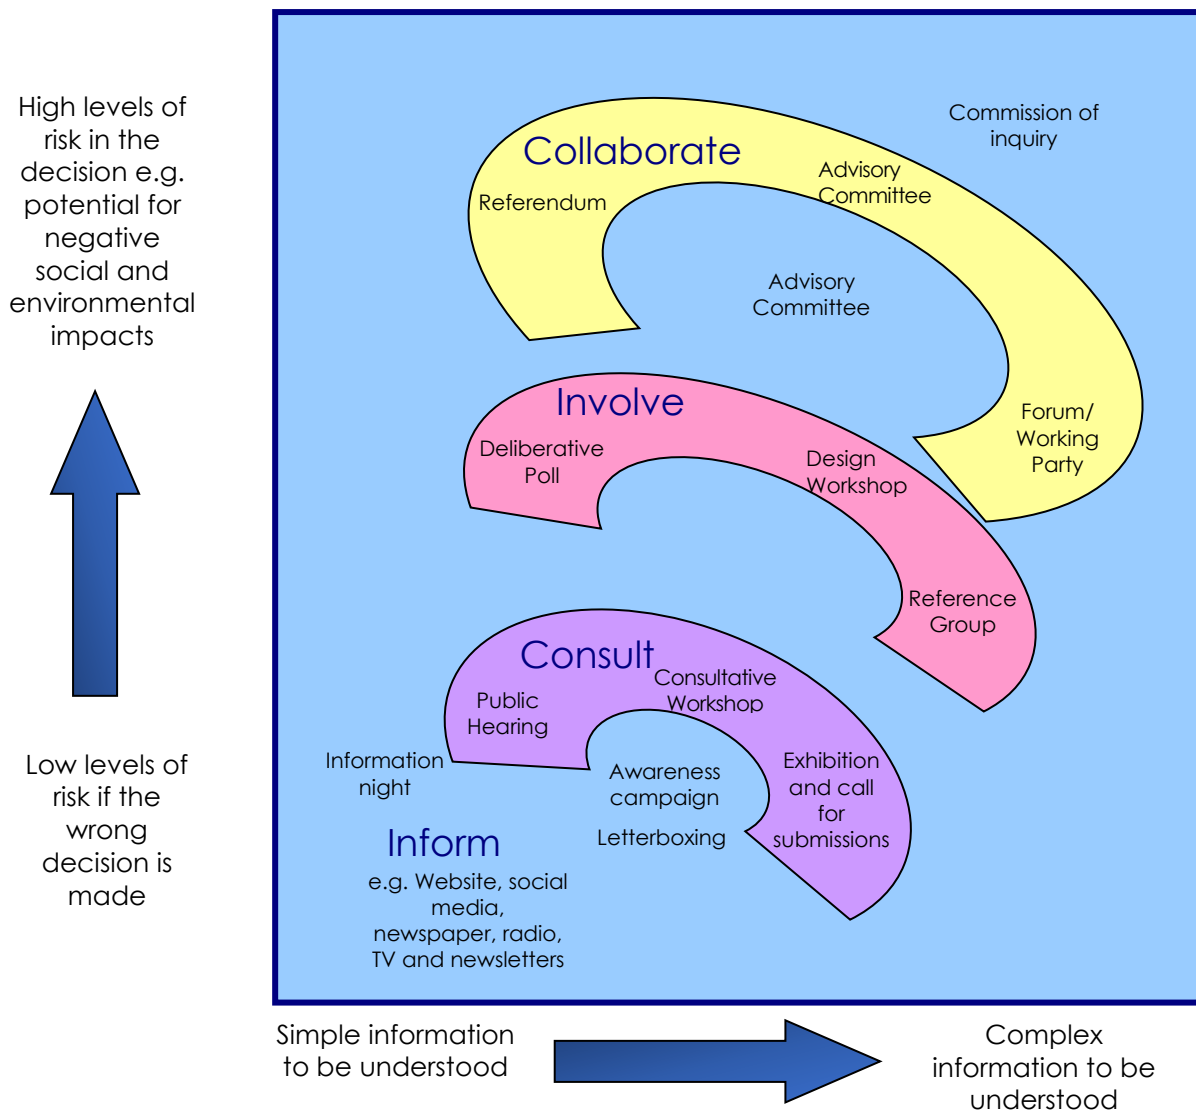 High levels of
risk in the
decision e.g.
potential for
negative
social and
environmental
impacts
Low levels of
risk if the
wrong
decision is
made
Commission of
inquiry
Collaborate
Referendum
Advisory
Committee
Advisory
Committee
Forum/
Working
Party
Involve
Deliberative
Poll
Design
Workshop
Reference
Group
Consult
Public
Hearing
Consultative
Workshop
Exhibition
and call
for
submissions
Information
night
Awareness
campaign
Letterboxing
Inform
e.g. Website, social
media,
newspaper, radio,
TV and newsletters
Simple information
to be understood
Complex
information to be
understood